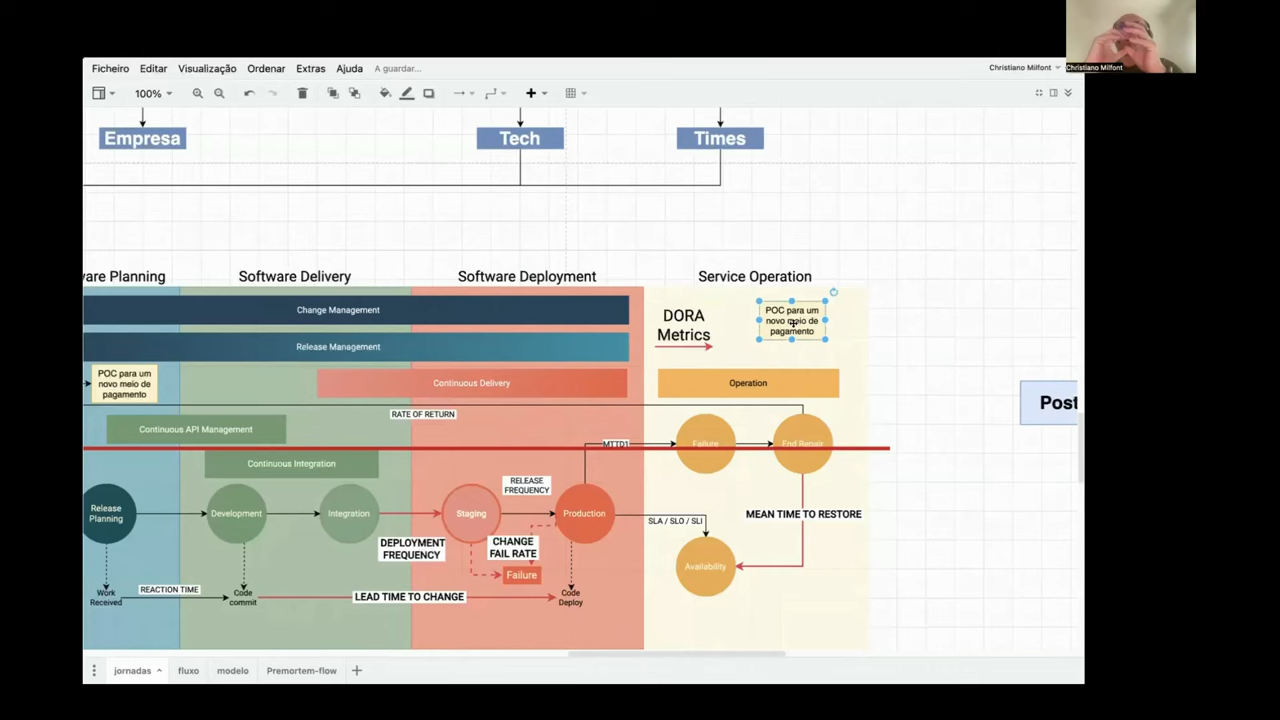 Christiano Milfont
Ficheiro Editar Visualização Ordenar Extras Ajuda A guardar...
Christiano Milfont
100%
Empresa
Tech
Times
ware Planning
Software Delivery
Software Deployment
Service Operation
Change Management
Release Management
DORA
Metrics
POC para um
novo meio de
pagamento
POC para um
novo meio de
pagamento
Continuous Delivery
Operation
Post
RATE OF RETURN
Continuous API Management
MTTD1
Failure
End Repair
Continuous Integration
Release
Planning
Development
Integration
Staging
RELEASE
FREQUENCY
Production
SLA / SLO / SLI
MEAN TIME TO RESTORE
DEPLOYMENT
FREQUENCY
CHANGE
FAIL RATE
Failure
Availability
Work
Received
REACTION TIME
Code
commit
LEAD TIME TO CHANGE
Code
Deploy
jornadas fluxo modelo Premortem-flow